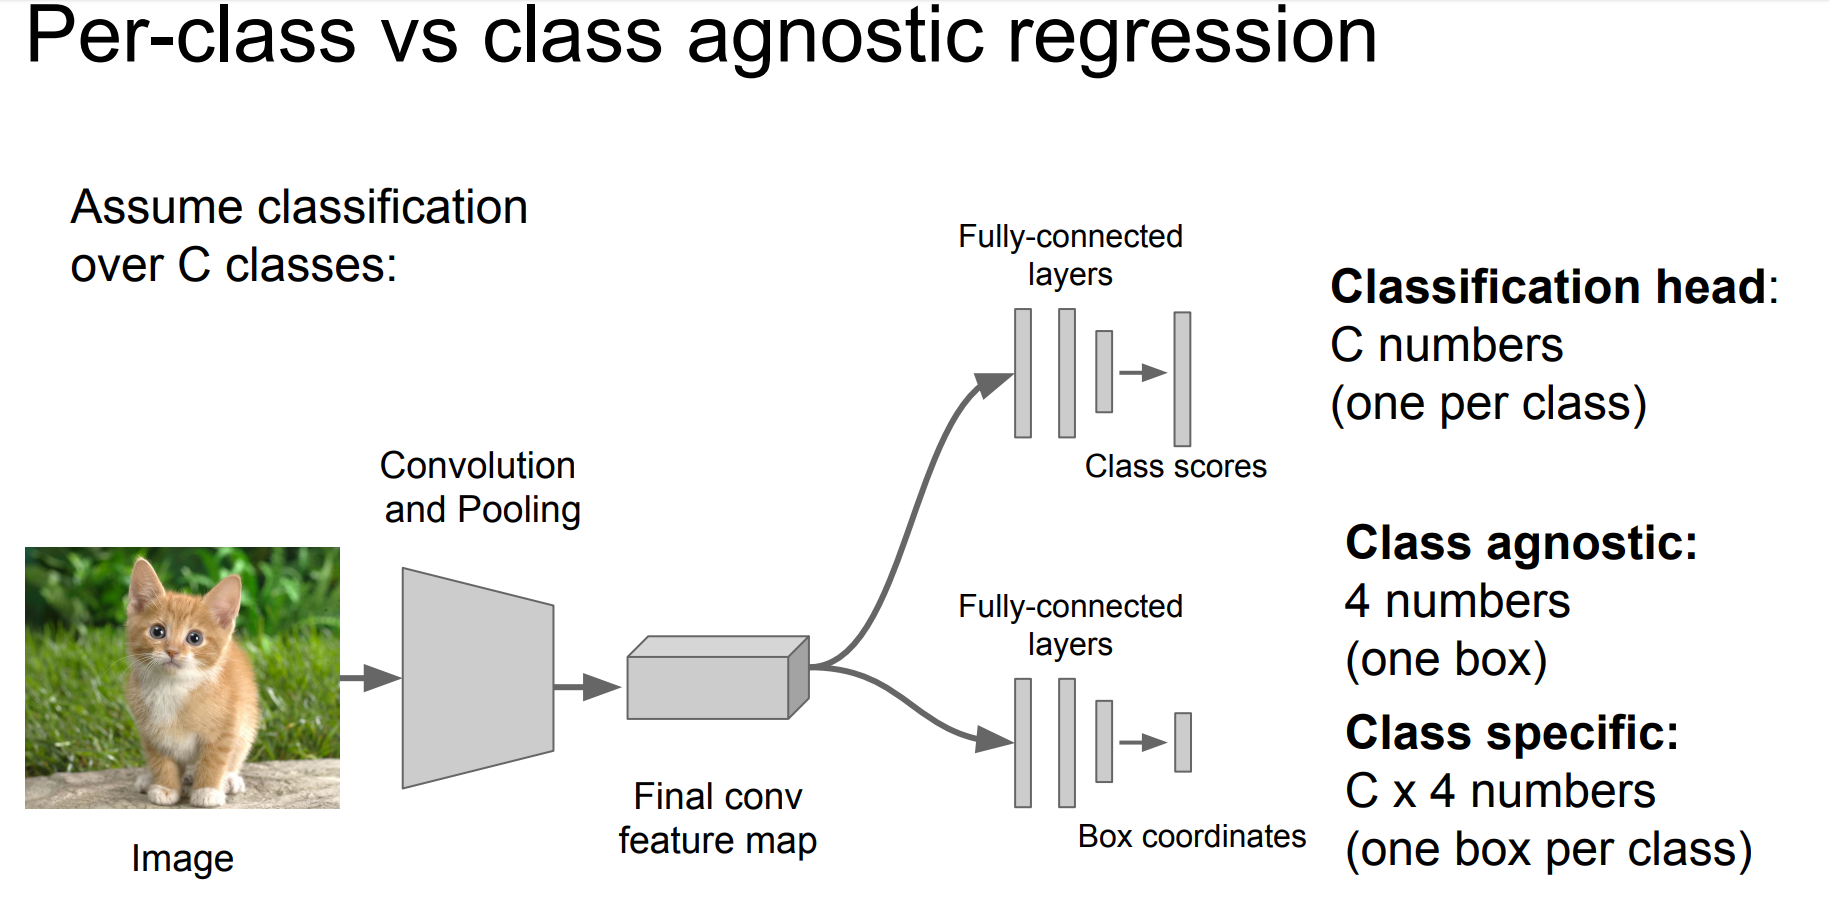 Per-class vs class agnostic regression
Assume classification
over C classes:
Convolution
and Pooling
Image
Final conv
feature map
Fully-connected
layers
Class scores
Classification head:
C numbers
(one per class)
Fully-connected
layers
Box coordinates
Class agnostic:
4 numbers
(one box)
Class specific:
C x 4 numbers
(one box per class)